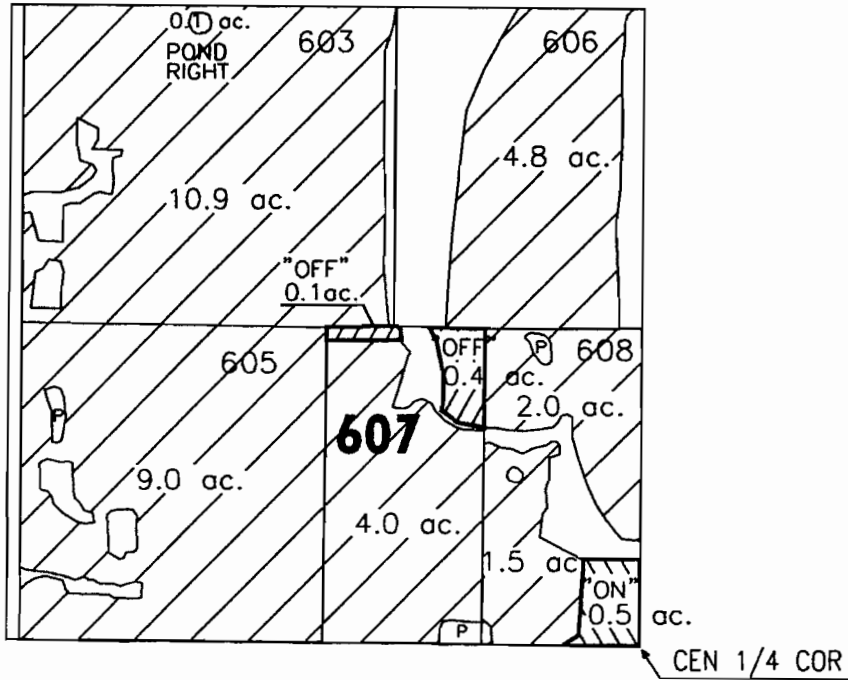 0.1 ac.
POND
RIGHT
603
606
4.8 ac.
10.9 ac.
"OFF"
0.1ac.
605
"OFF"
0.4 ac.
P
608
2.0 ac.
P
607
9.0 ac.
4.0 ac.
1.5 ac
"ON"
0.5 ac.
P
CEN 1/4 COR